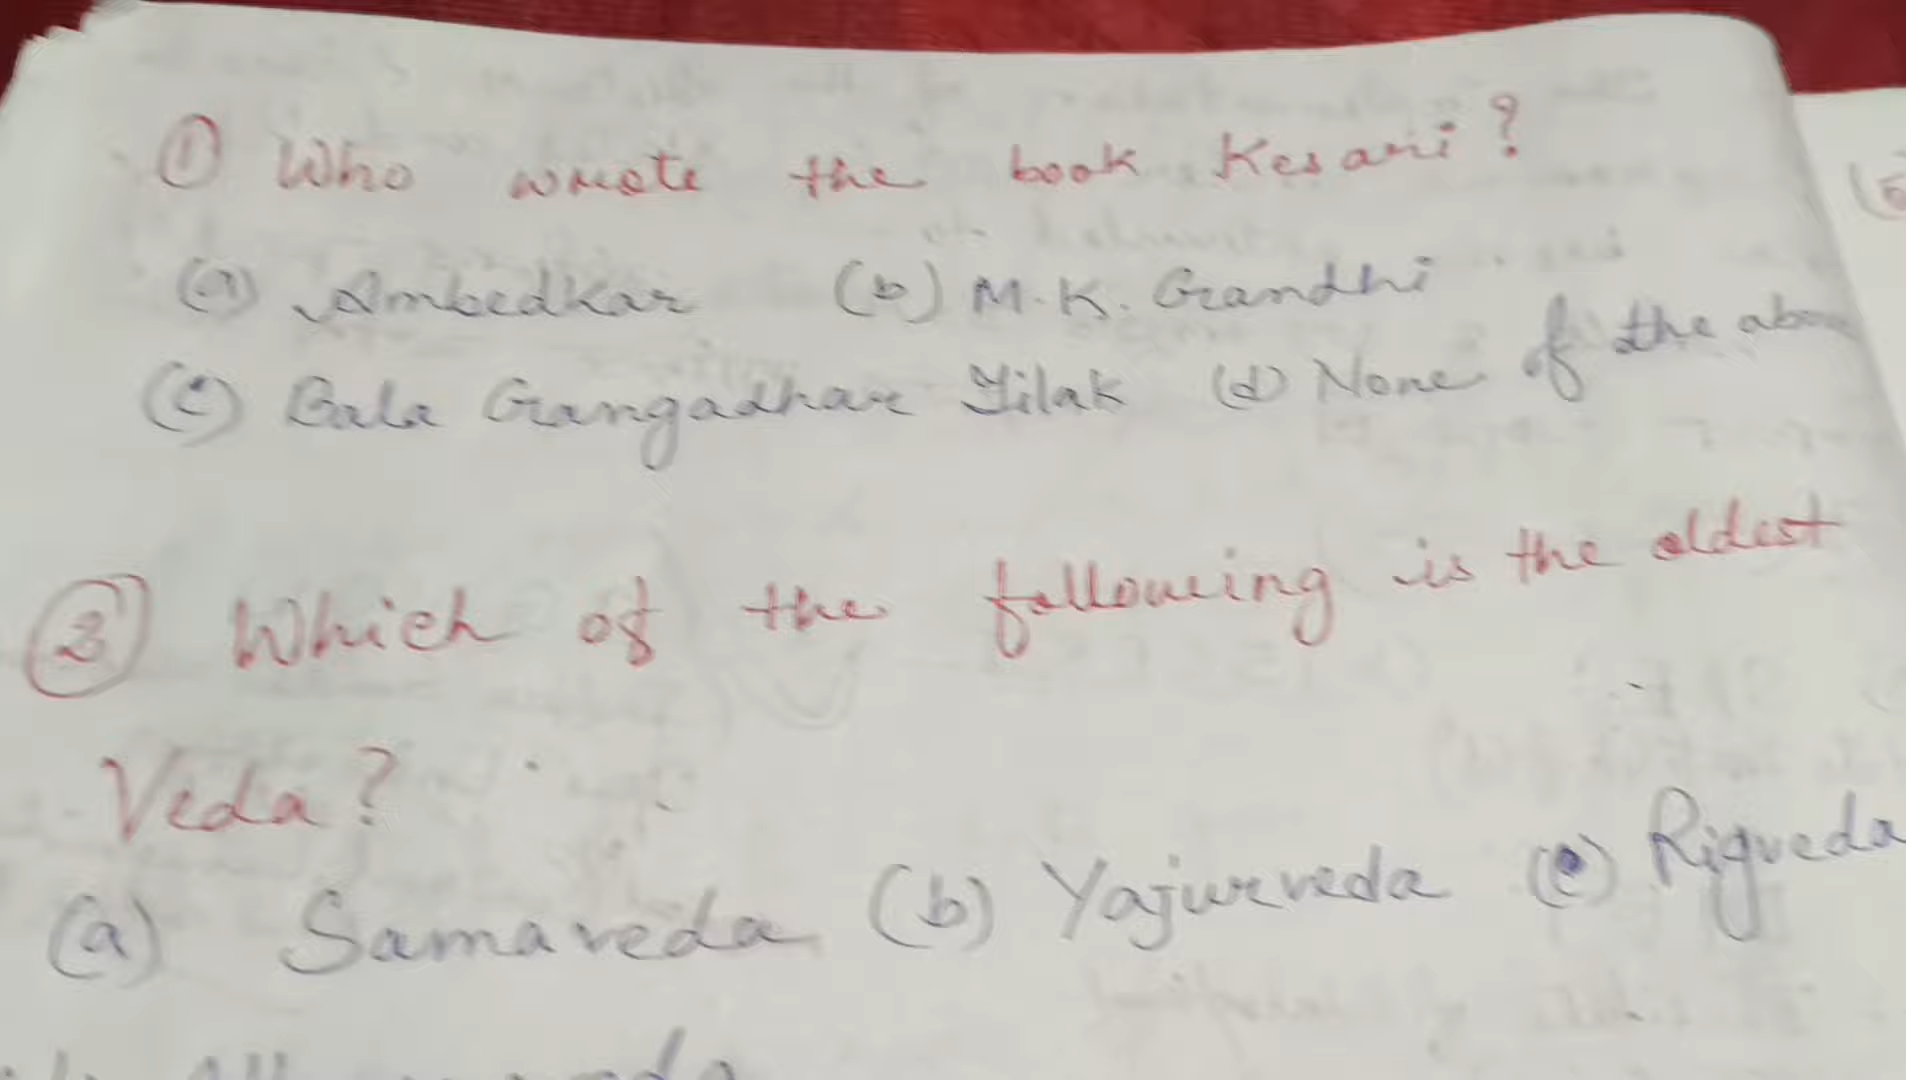 ① Who wrote the book Kesari?
(a) Ambedkar (b) M.K. Gandhi
(c) Bala Gangadhar Tilak (d) None of the above
② Which of the following is the oldest
Veda?
(a) Samaveda (b) Yajurveda (c) Rigveda